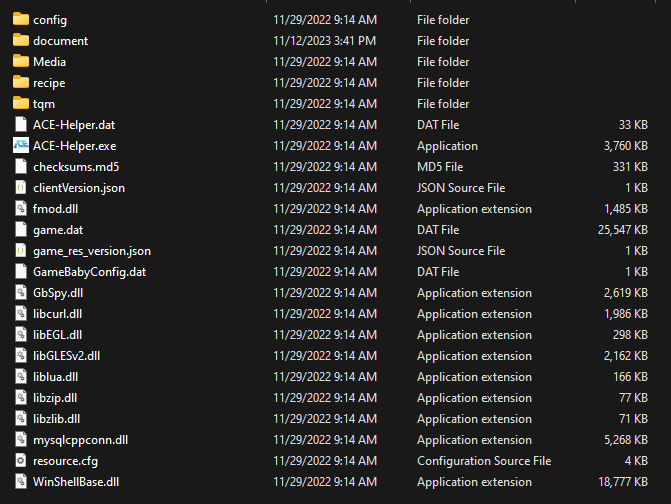 config 11/29/2022 9:14 AM File folder
document 11/12/2023 3:41 PM File folder
Media 11/29/2022 9:14 AM File folder
recipe 11/29/2022 9:14 AM File folder
tqm 11/29/2022 9:14 AM File folder
ACE-Helper.dat 11/29/2022 9:14 AM DAT File 33 KB
ACE-Helper.exe 11/29/2022 9:14 AM Application 3,760 KB
checksums.md5 11/29/2022 9:14 AM MD5 File 331 KB
clientVersion.json 11/29/2022 9:14 AM JSON Source File 1 KB
fmod.dll 11/29/2022 9:14 AM Application extension 1,485 KB
game.dat 11/29/2022 9:14 AM DAT File 25,547 KB
game_res_version.json 11/29/2022 9:14 AM JSON Source File 1 KB
GameBabyConfig.dat 11/29/2022 9:14 AM DAT File 1 KB
GbSpy.dll 11/29/2022 9:14 AM Application extension 2,619 KB
libcurl.dll 11/29/2022 9:14 AM Application extension 1,986 KB
libEGL.dll 11/29/2022 9:14 AM Application extension 298 KB
libGLESv2.dll 11/29/2022 9:14 AM Application extension 2,162 KB
liblua.dll 11/29/2022 9:14 AM Application extension 166 KB
libzip.dll 11/29/2022 9:14 AM Application extension 77 KB
libzlib.dll 11/29/2022 9:14 AM Application extension 71 KB
mysqlcppconn.dll 11/29/2022 9:14 AM Application extension 5,268 KB
resource.cfg 11/29/2022 9:14 AM Configuration Source File 4 KB
WinShellBase.dll 11/29/2022 9:14 AM Application extension 18,777 KB